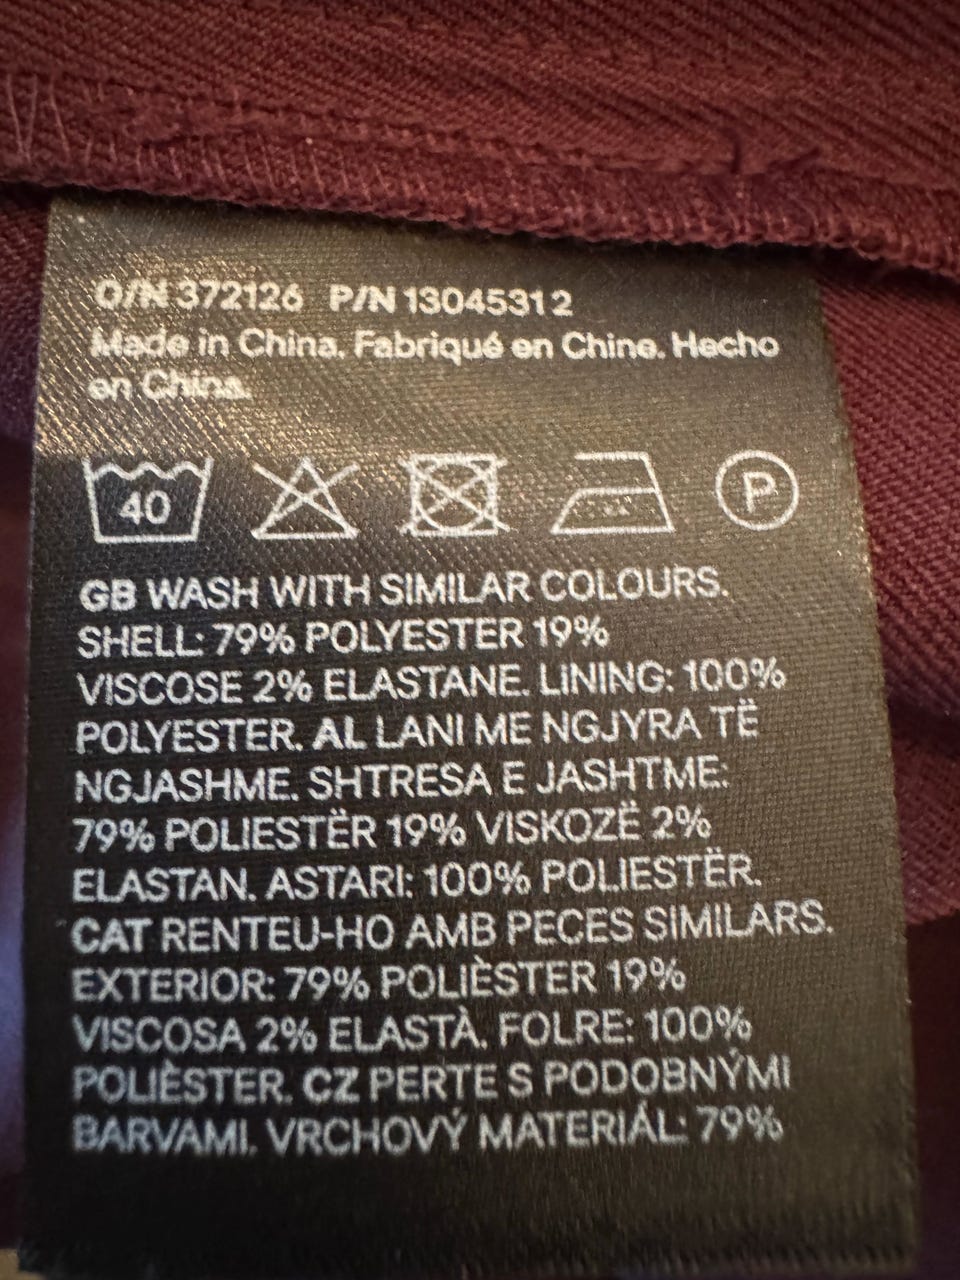 O/N 372126 P/N 13045312
Made in China. Fabriqué en Chine. Hecho
en China.
40 P
GB WASH WITH SIMILAR COLOURS.
SHELL: 79% POLYESTER 19%
VISCOSE 2% ELASTANE. LINING: 100%
POLYESTER. AL LANI ME NGJYRA TË
NGJASHME. SHTRESA E JASHTME:
79% POLIESTËR 19% VISKOZË 2%
ELASTAN. ASTARI: 100% POLIESTËR.
CAT RENTEU-HO AMB PECES SIMILARS.
EXTERIOR: 79% POLIÈSTER 19%
VISCOSA 2% ELASTÀ. FOLRE: 100%
POLIÈSTER. CZ PERTE S PODOBNÝMI
BARVAMI. VRCHOVÝ MATERIÁL: 79%